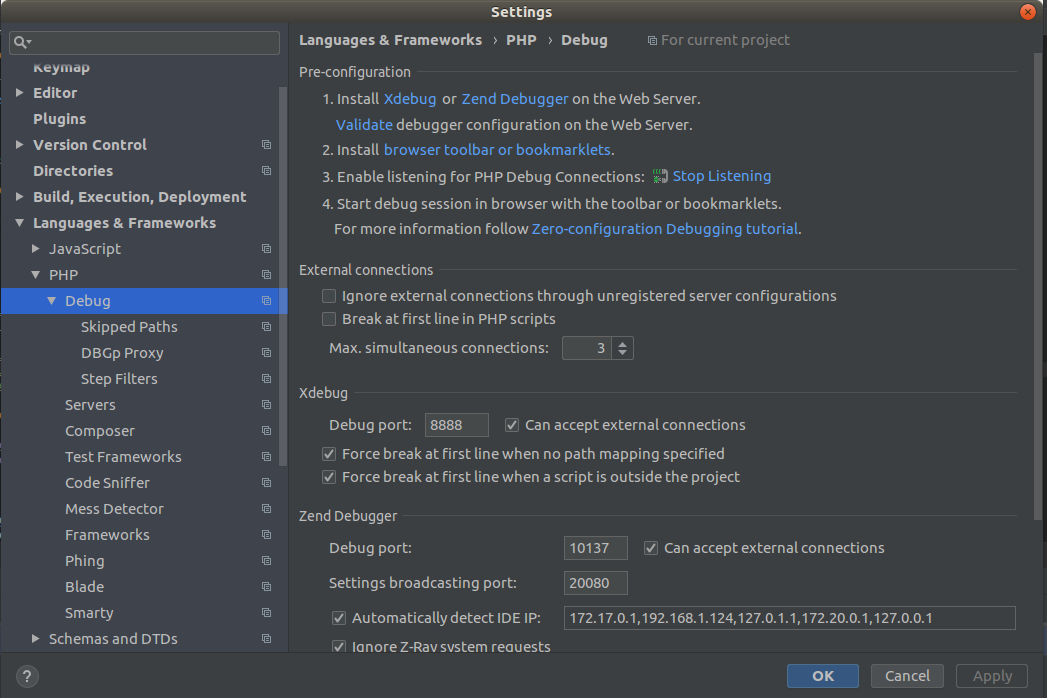 Settings
Keymap
Editor
Plugins
Version Control
Directories
Build, Execution, Deployment
Languages & Frameworks
JavaScript
PHP
Debug
Skipped Paths
DBGp Proxy
Step Filters
Servers
Composer
Test Frameworks
Code Sniffer
Mess Detector
Frameworks
Phing
Blade
Smarty
Schemas and DTDs
Languages & Frameworks › PHP › Debug For current project
Pre-configuration
1. Install Xdebug or Zend Debugger on the Web Server.
Validate debugger configuration on the Web Server.
2. Install browser toolbar or bookmarklets.
3. Enable listening for PHP Debug Connections: Stop Listening
4. Start debug session in browser with the toolbar or bookmarklets.
For more information follow Zero-configuration Debugging tutorial.
External connections
Ignore external connections through unregistered server configurations
Break at first line in PHP scripts
Max. simultaneous connections: 3
Xdebug
Debug port: 8888 Can accept external connections
Force break at first line when no path mapping specified
Force break at first line when a script is outside the project
Zend Debugger
Debug port: 10137 Can accept external connections
Settings broadcasting port: 20080
Automatically detect IDE IP: 172.17.0.1,192.168.1.124,127.0.1.1,172.20.0.1,127.0.0.1
Ignore Z-Ray system requests
?
OK Cancel Apply